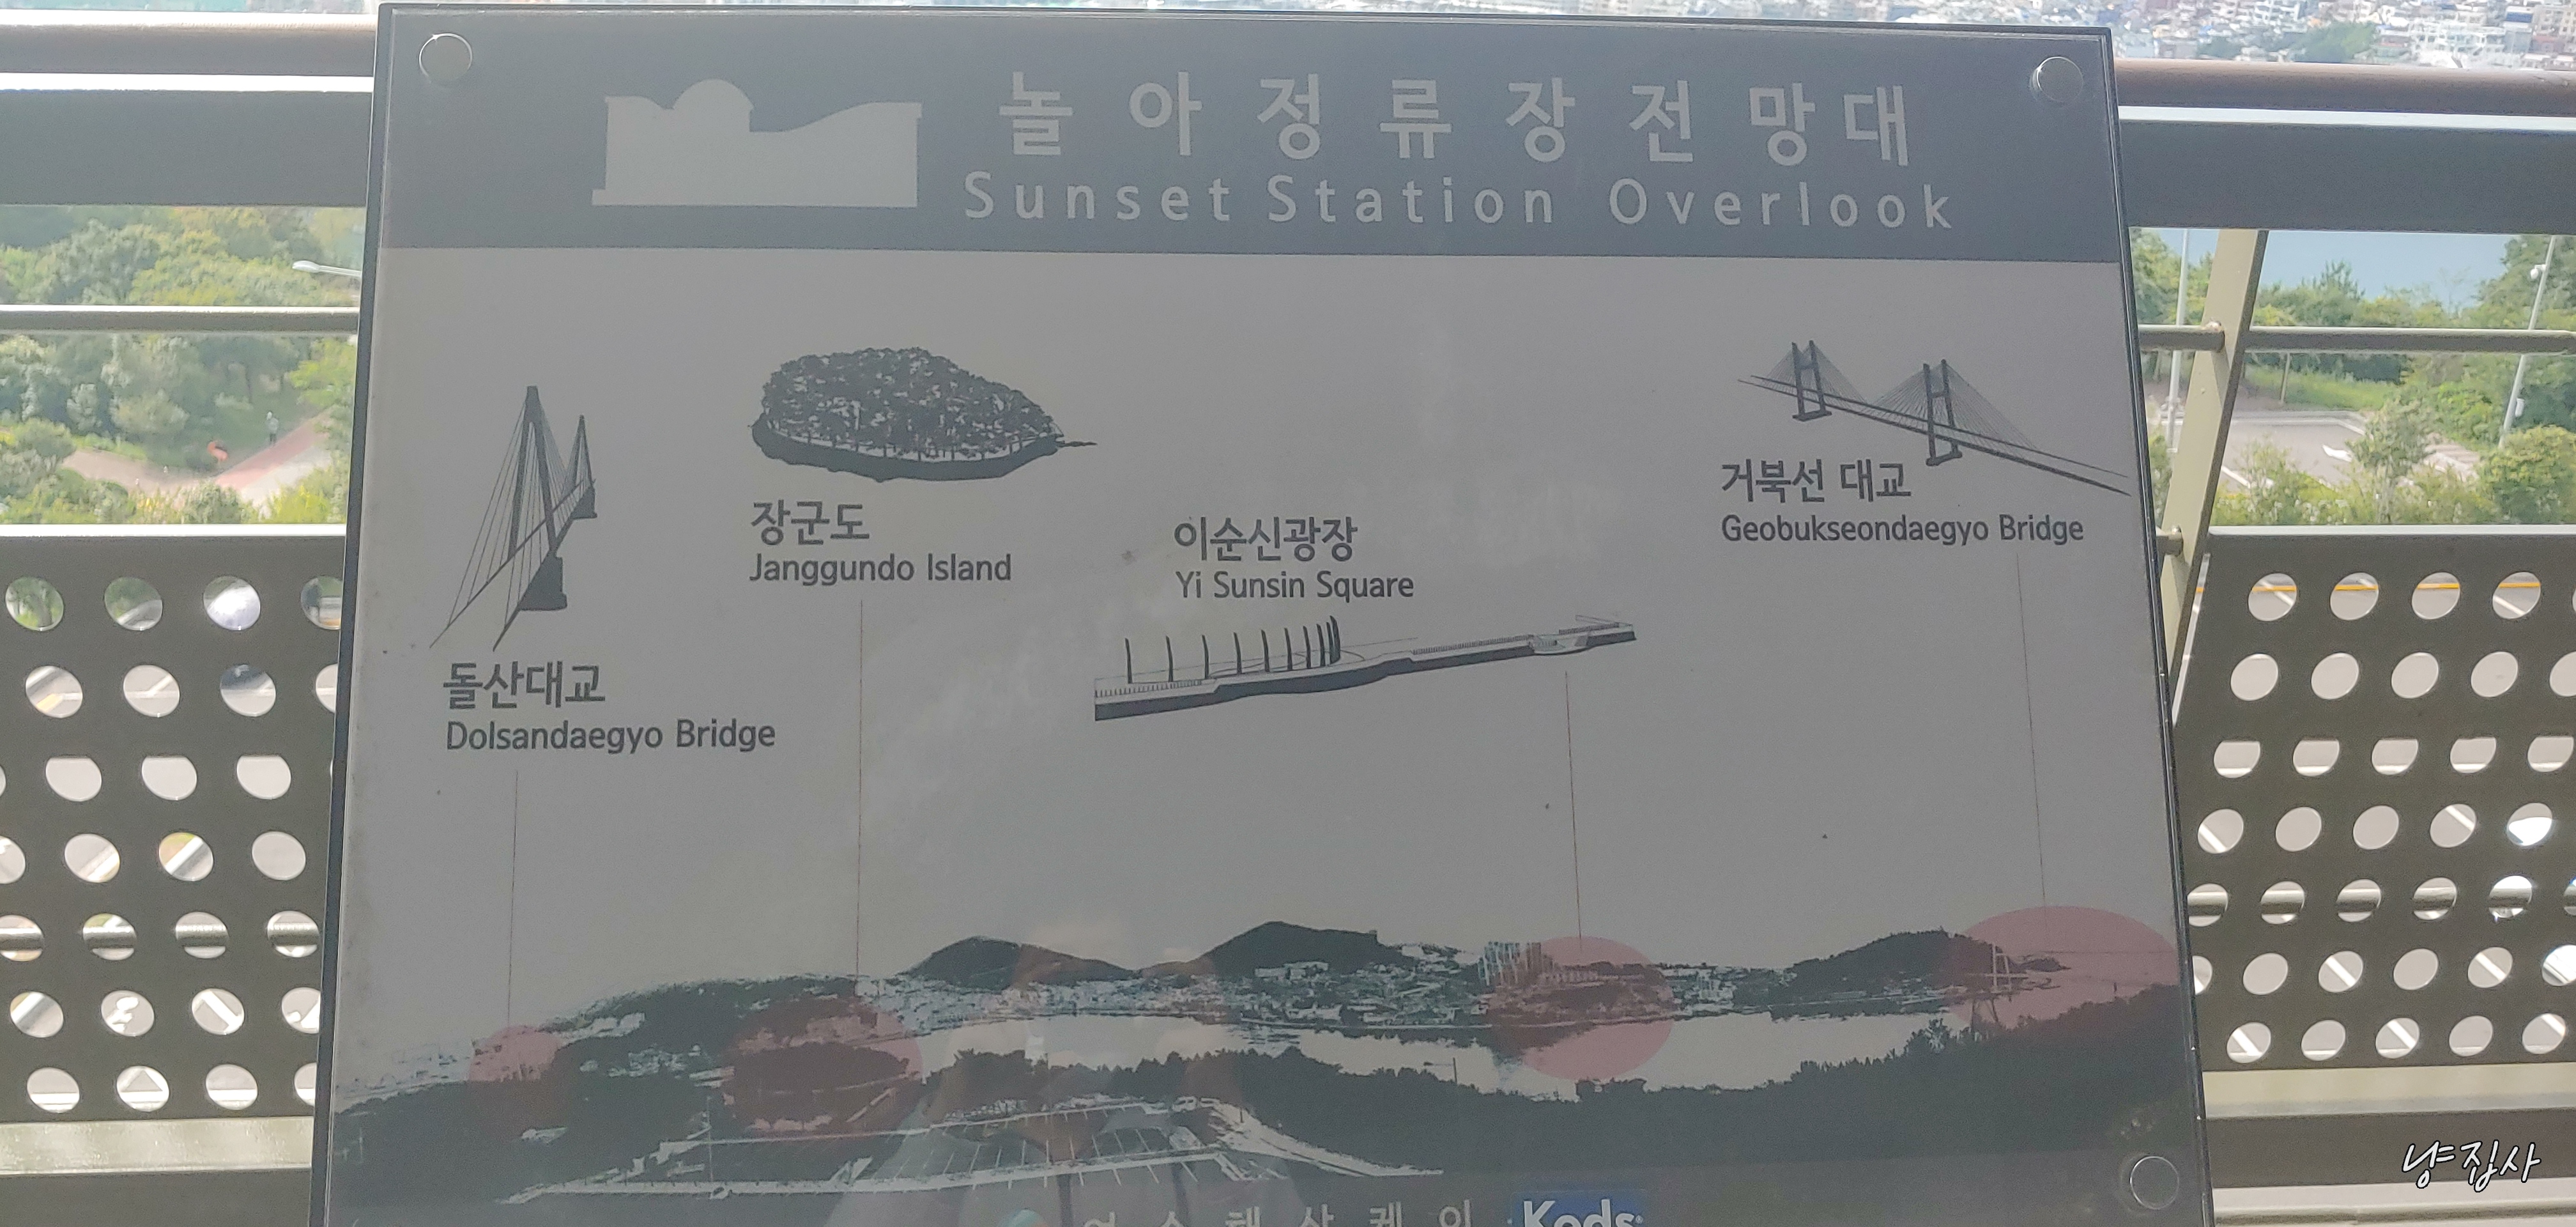 놀아정류장전망대
Sunset Station Overlook
거북선 대교
Geobukseondaegyo Bridge
장군도
Janggundo Island
이순신광장
Yi Sunsin Square
돌산대교
Dolsandaegyo Bridge
Kods
냥집사